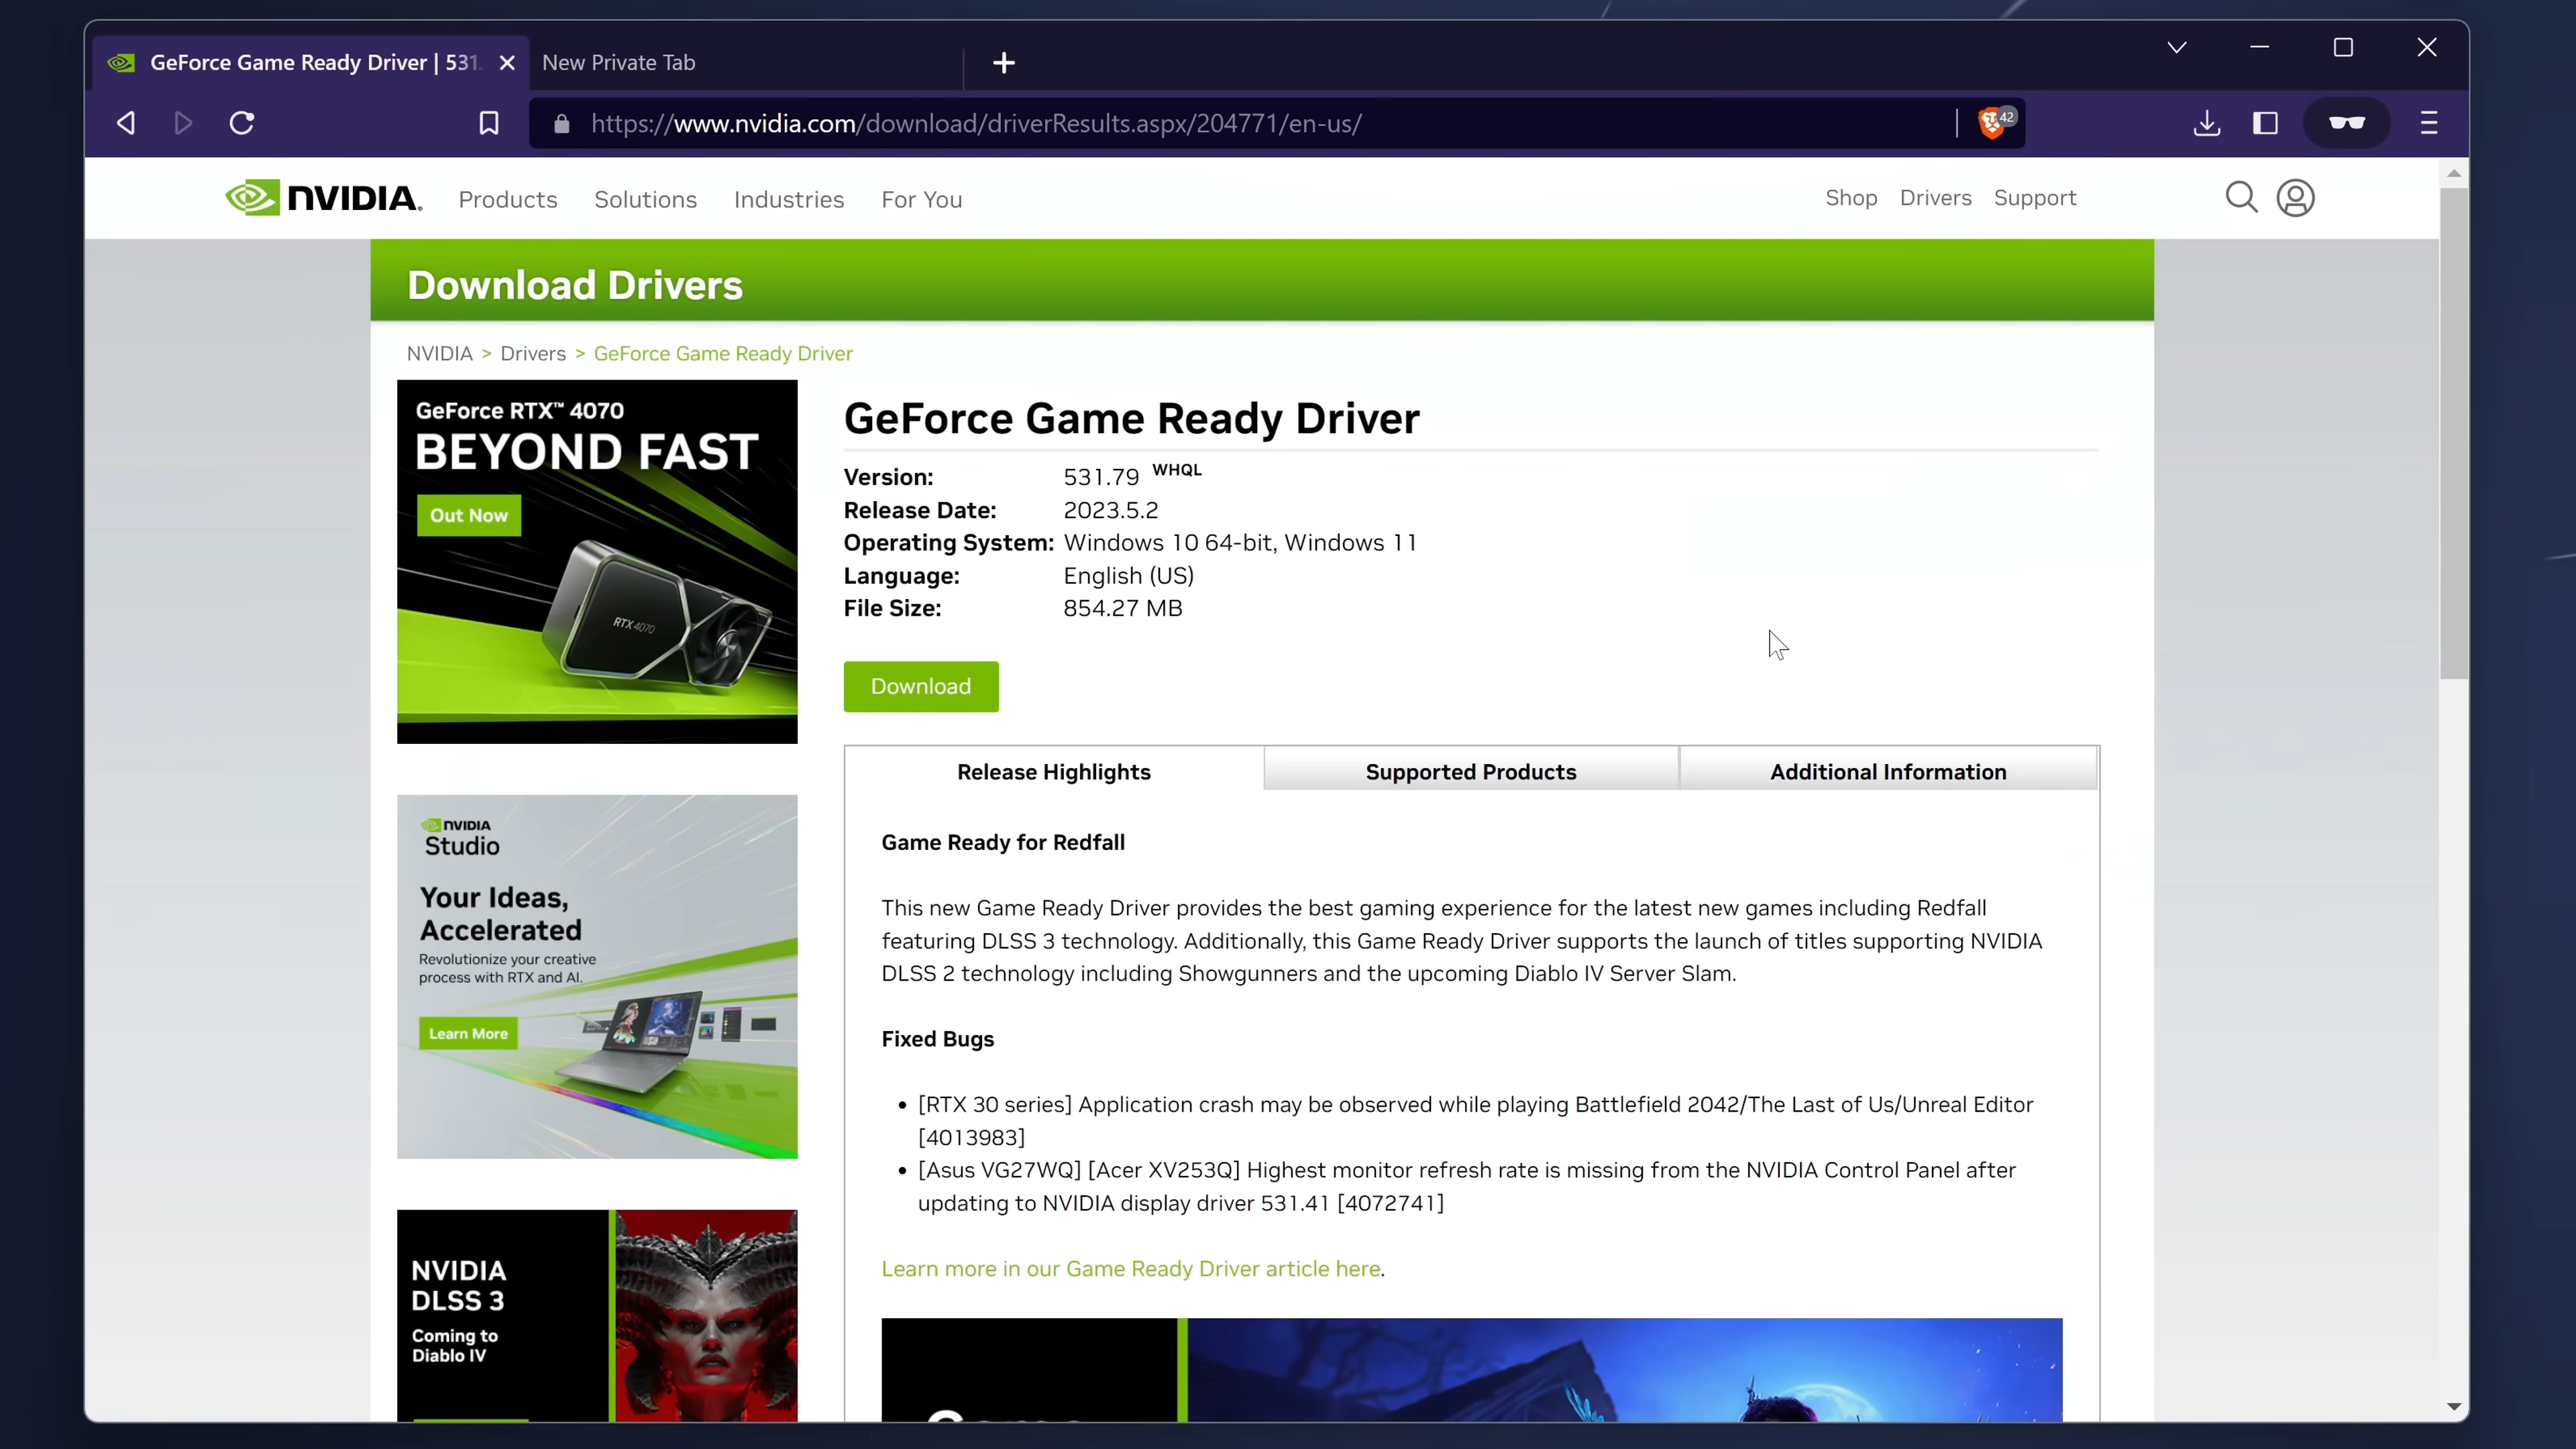 GeForce Game Ready Driver | 531.
New Private Tab
https://www.nvidia.com/download/driverResults.aspx/204771/en-us/
42
NVIDIA.
Products
Solutions
Industries
For You
Shop
Drivers
Support
Download Drivers
NVIDIA > Drivers > GeForce Game Ready Driver
GeForce RTX™ 4070
BEYOND FAST
Out Now
RTX 4070
GeForce Game Ready Driver
Version: 531.79 WHQL
Release Date: 2023.5.2
Operating System: Windows 10 64-bit, Windows 11
Language: English (US)
File Size: 854.27 MB
Download
Release Highlights
Supported Products
Additional Information
Game Ready for Redfall
This new Game Ready Driver provides the best gaming experience for the latest new games including Redfall
featuring DLSS 3 technology. Additionally, this Game Ready Driver supports the launch of titles supporting NVIDIA
DLSS 2 technology including Showgunners and the upcoming Diablo IV Server Slam.
Fixed Bugs
• [RTX 30 series] Application crash may be observed while playing Battlefield 2042/The Last of Us/Unreal Editor
[4013983]
• [Asus VG27WQ] [Acer XV253Q] Highest monitor refresh rate is missing from the NVIDIA Control Panel after
updating to NVIDIA display driver 531.41 [4072741]
Learn more in our Game Ready Driver article here.
NVIDIA
Studio
Your Ideas,
Accelerated
Revolutionize your creative
process with RTX and AI.
Learn More
NVIDIA
DLSS 3
Coming to
Diablo IV